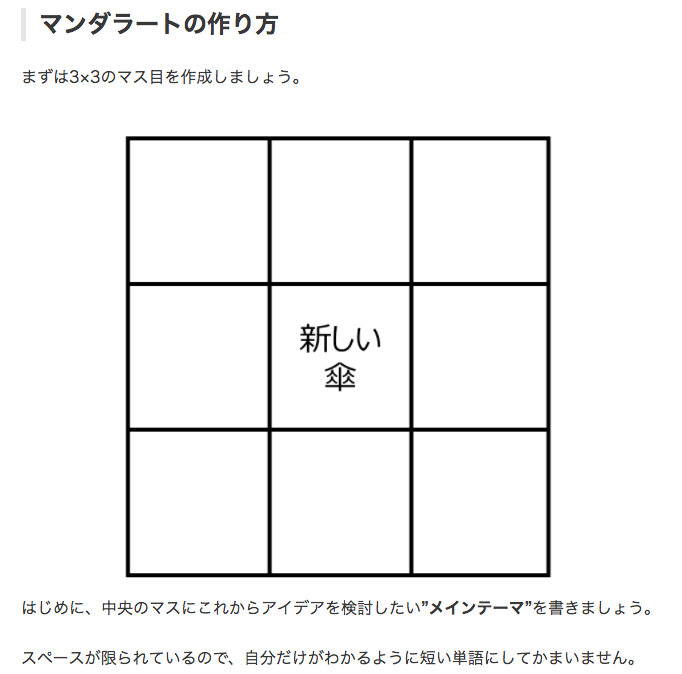 マンダラートの作り方
まずは3×3のマス目を作成しましょう。
新しい
傘
はじめに、中央のマスにこれからアイデアを検討したい”メインテーマ”を書きましょう。
スペースが限られているので、自分だけがわかるように短い単語にしてかまいません。